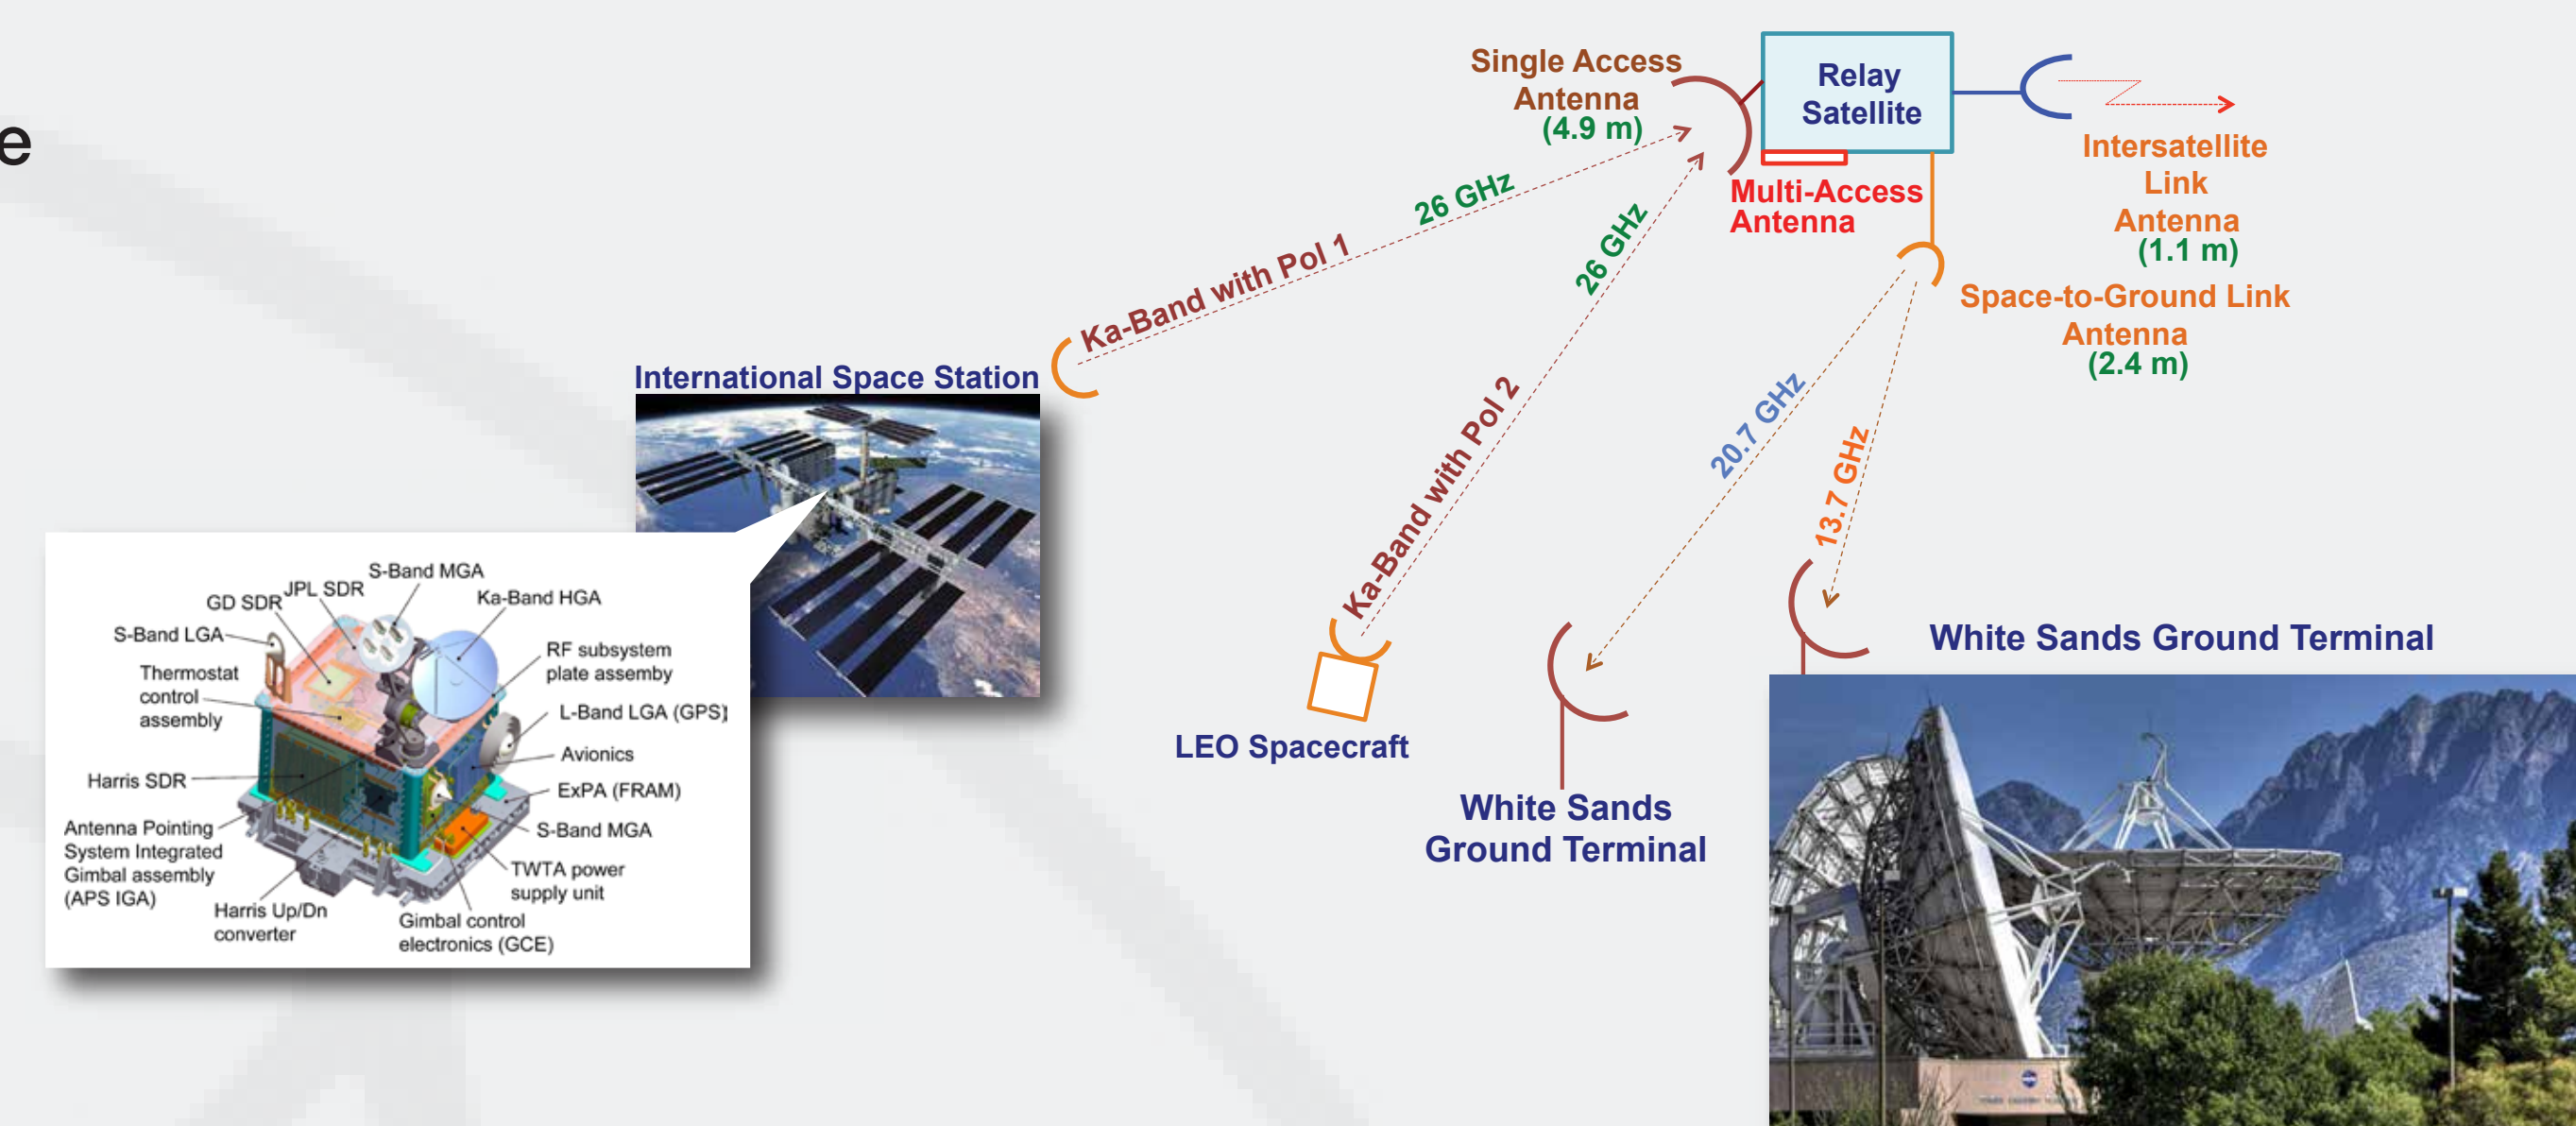 e
Single Access
Antenna
(4.9 m)
Relay
Satellite
Intersatellite
Link
Antenna
(1.1 m)
Multi-Access
Antenna
26 GHz
Ka-Band with Pol 1
26 GHz
Ka-Band with Pol 2
Space-to-Ground Link
Antenna
(2.4 m)
20.7 GHz
13.7 GHz
International Space Station
LEO Spacecraft
White Sands
Ground Terminal
White Sands Ground Terminal
S-Band MGA
JPL SDR
GD SDR
Ka-Band HGA
S-Band LGA
RF subsystem
plate assemby
Thermostat
control
assembly
L-Band LGA (GPS)
Avionics
Harris SDR
ExPA (FRAM)
Antenna Pointing
System Integrated
Gimbal assembly
(APS IGA)
S-Band MGA
TWTA power
supply unit
Harris Up/Dn
converter
Gimbal control
electronics (GCE)